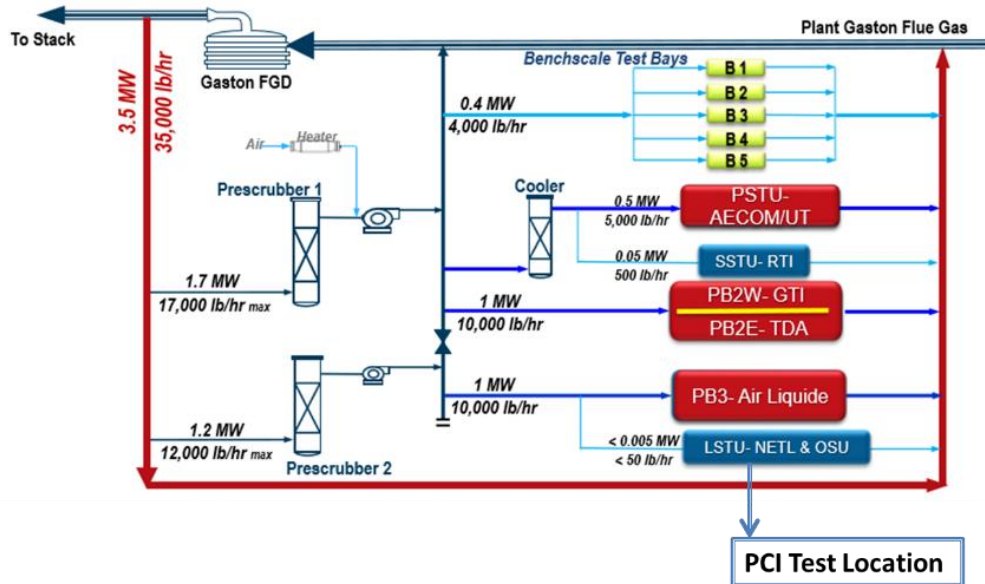 To Stack
Gaston FGD
Plant Gaston Flue Gas
3.5 MW
35,000 lb/hr
Benchscale Test Bays
B 1
B 2
B 3
B 4
B 5
0.4 MW
4,000 lb/hr
Air
Heater
Prescrubber 1
Cooler
0.5 MW
5,000 lb/hr
PSTU-
AECOM/UT
0.05 MW
500 lb/hr
SSTU- RTI
1.7 MW
17,000 lb/hr max
1 MW
10,000 lb/hr
PB2W- GTI
PB2E- TDA
1 MW
10,000 lb/hr
PB3- Air Liquide
1.2 MW
12,000 lb/hr max
Prescrubber 2
< 0.005 MW
< 50 lb/hr
LSTU- NETL & OSU
PCI Test Location